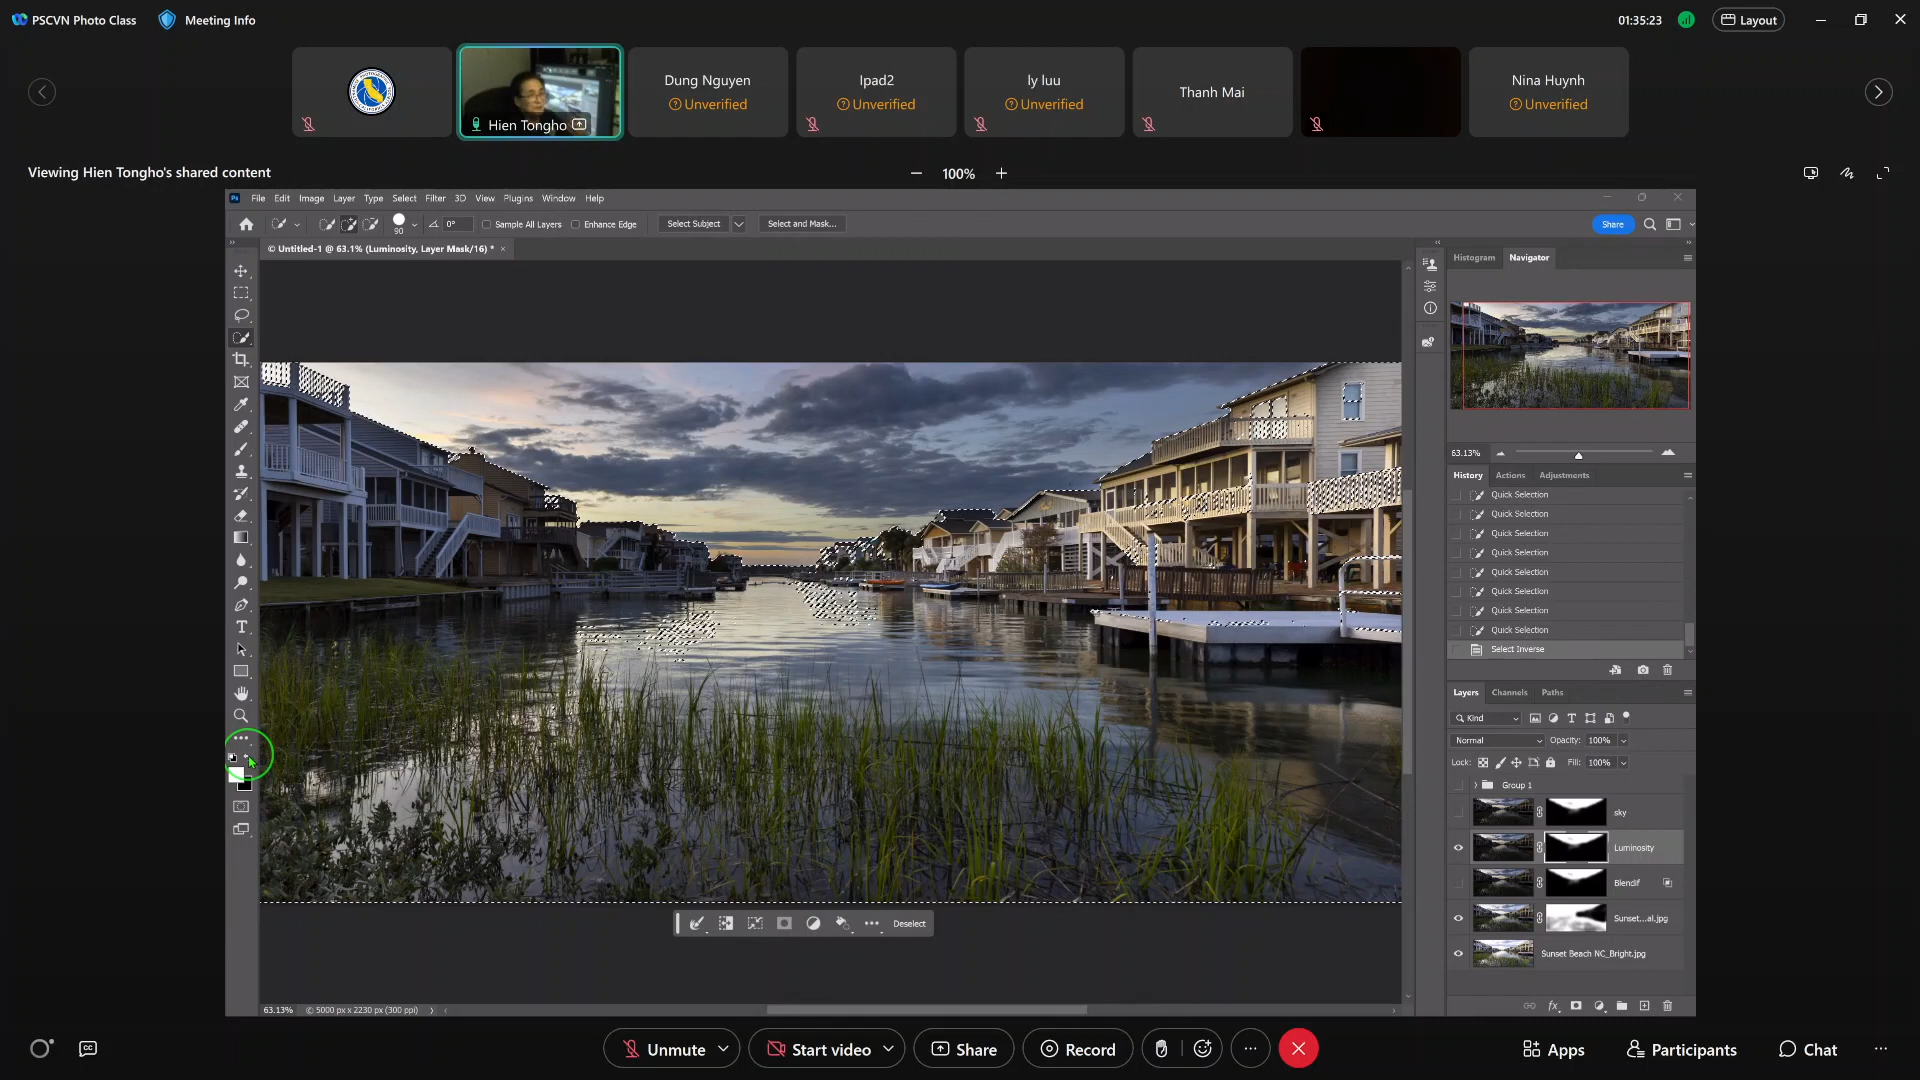 PSCVN Photo Class
Meeting Info
01:35:23
Layout
Hien Tongho
Dung Nguyen
Unverified
Ipad2
Unverified
ly luu
Unverified
Thanh Mai
Nina Huynh
Unverified
Viewing Hien Tongho's shared content
100%
Ps File Edit Image Layer Type Select Filter 3D View Plugins Window Help
90
0°
Sample All Layers
Enhance Edge
Select Subject
Select and Mask...
Share
© Untitled-1 @ 63.1% (Luminosity, Layer Mask/16) *
Histogram
Navigator
63.13%
History
Actions
Adjustments
Quick Selection
Quick Selection
Quick Selection
Quick Selection
Quick Selection
Quick Selection
Quick Selection
Quick Selection
Select Inverse
Layers
Channels
Paths
Kind
Normal
Opacity: 100%
Lock:
Fill: 100%
Group 1
sky
Luminosity
Blendif
Sunset...al.jpg
Sunset Beach NC_Bright.jpg
Deselect
63.13%
© 5000 px x 2230 px (300 ppi)
CC
Unmute
Start video
Share
Record
Apps
Participants
Chat